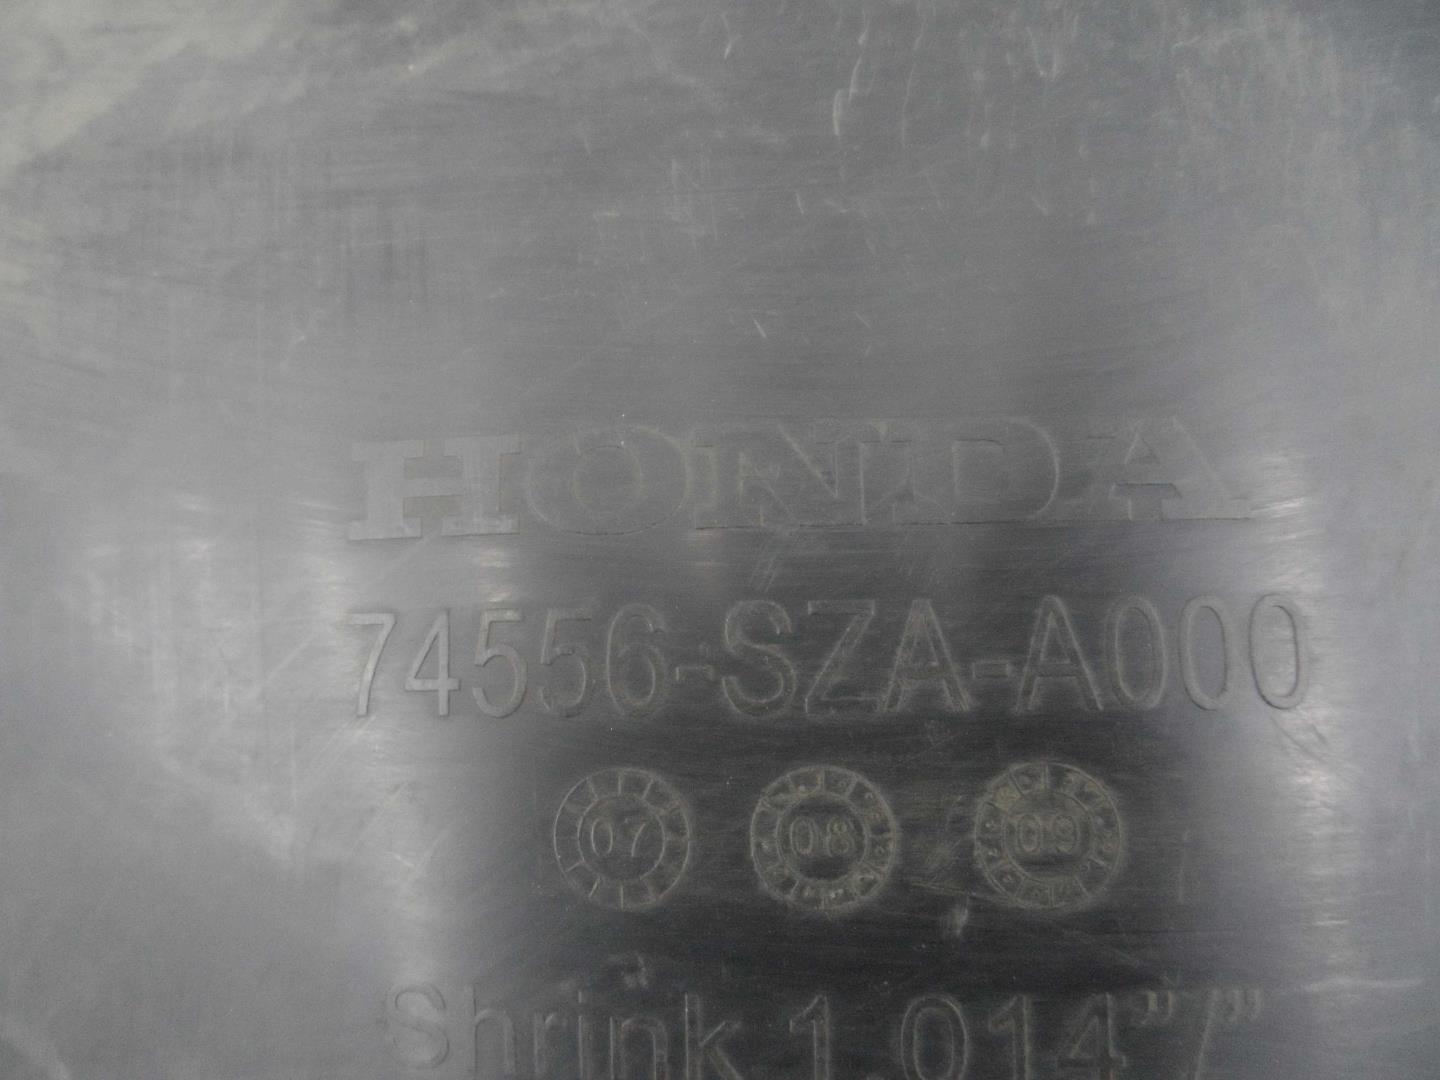 HONDA
74556-SZA-A000
07 08 09
Shrink 1.014"/"